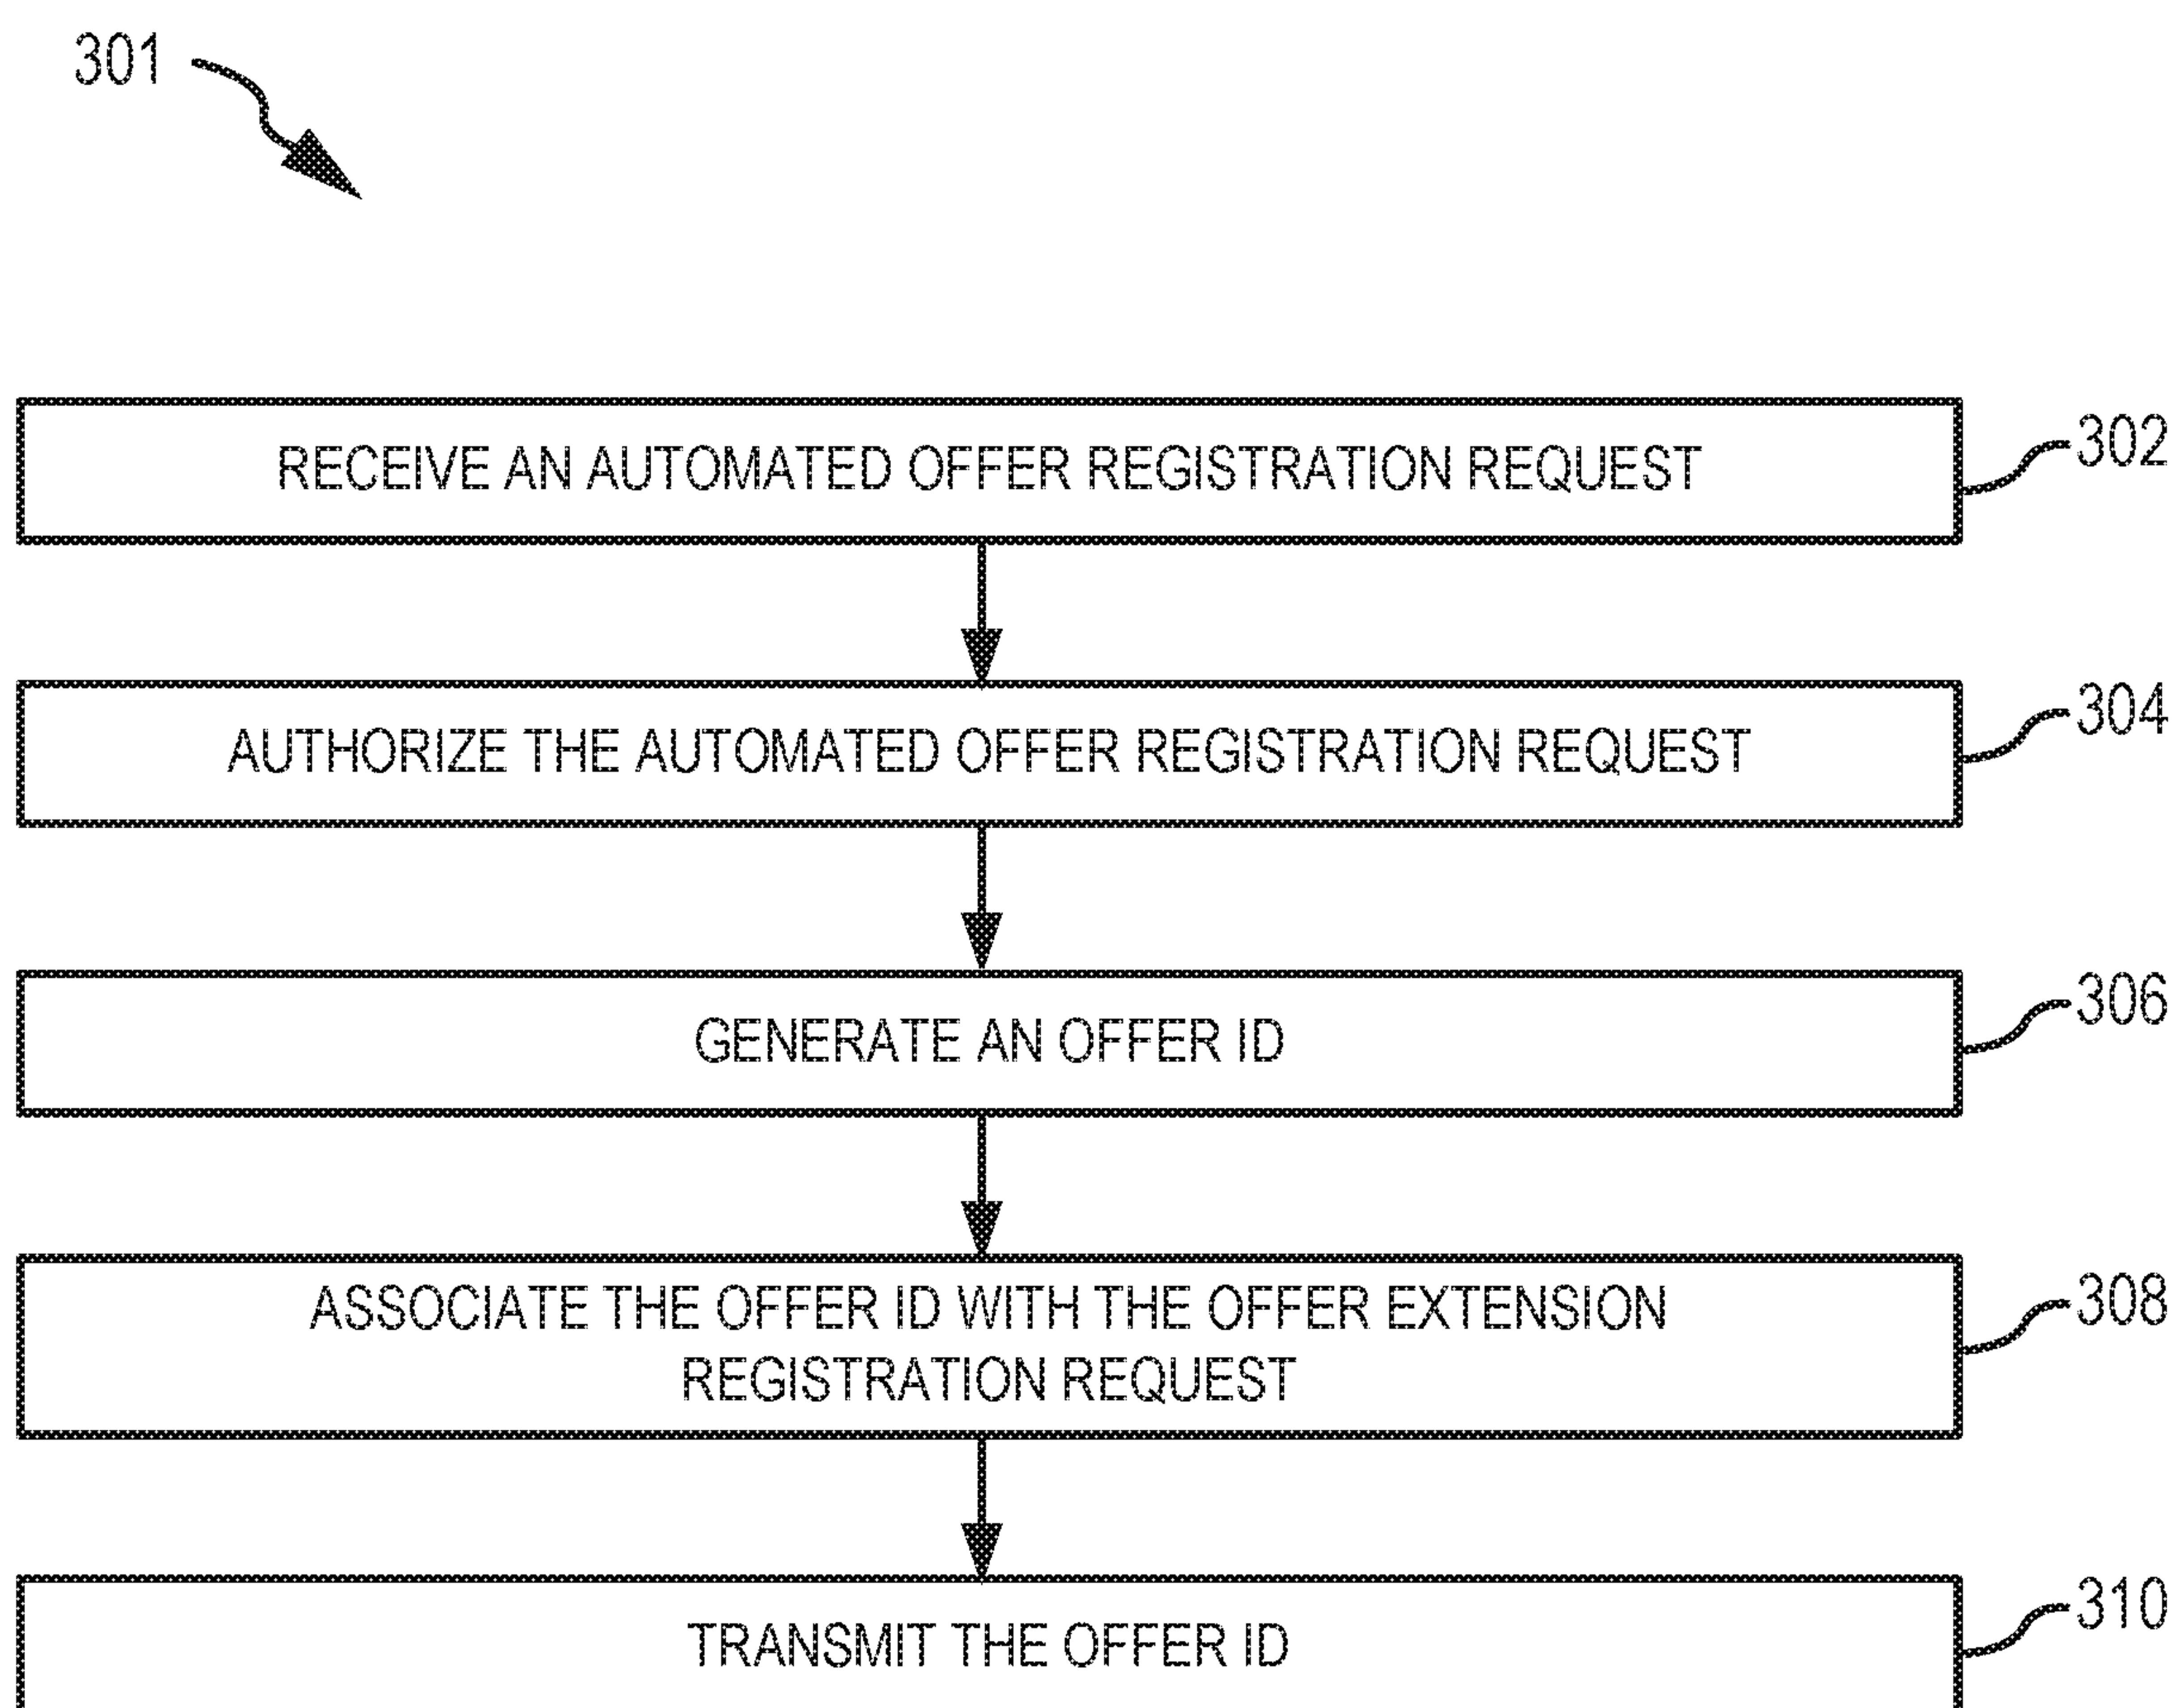 301
RECEIVE AN AUTOMATED OFFER REGISTRATION REQUEST
302
AUTHORIZE THE AUTOMATED OFFER REGISTRATION REQUEST
304
GENERATE AN OFFER ID
306
ASSOCIATE THE OFFER ID WITH THE OFFER EXTENSION
REGISTRATION REQUEST
308
TRANSMIT THE OFFER ID
310